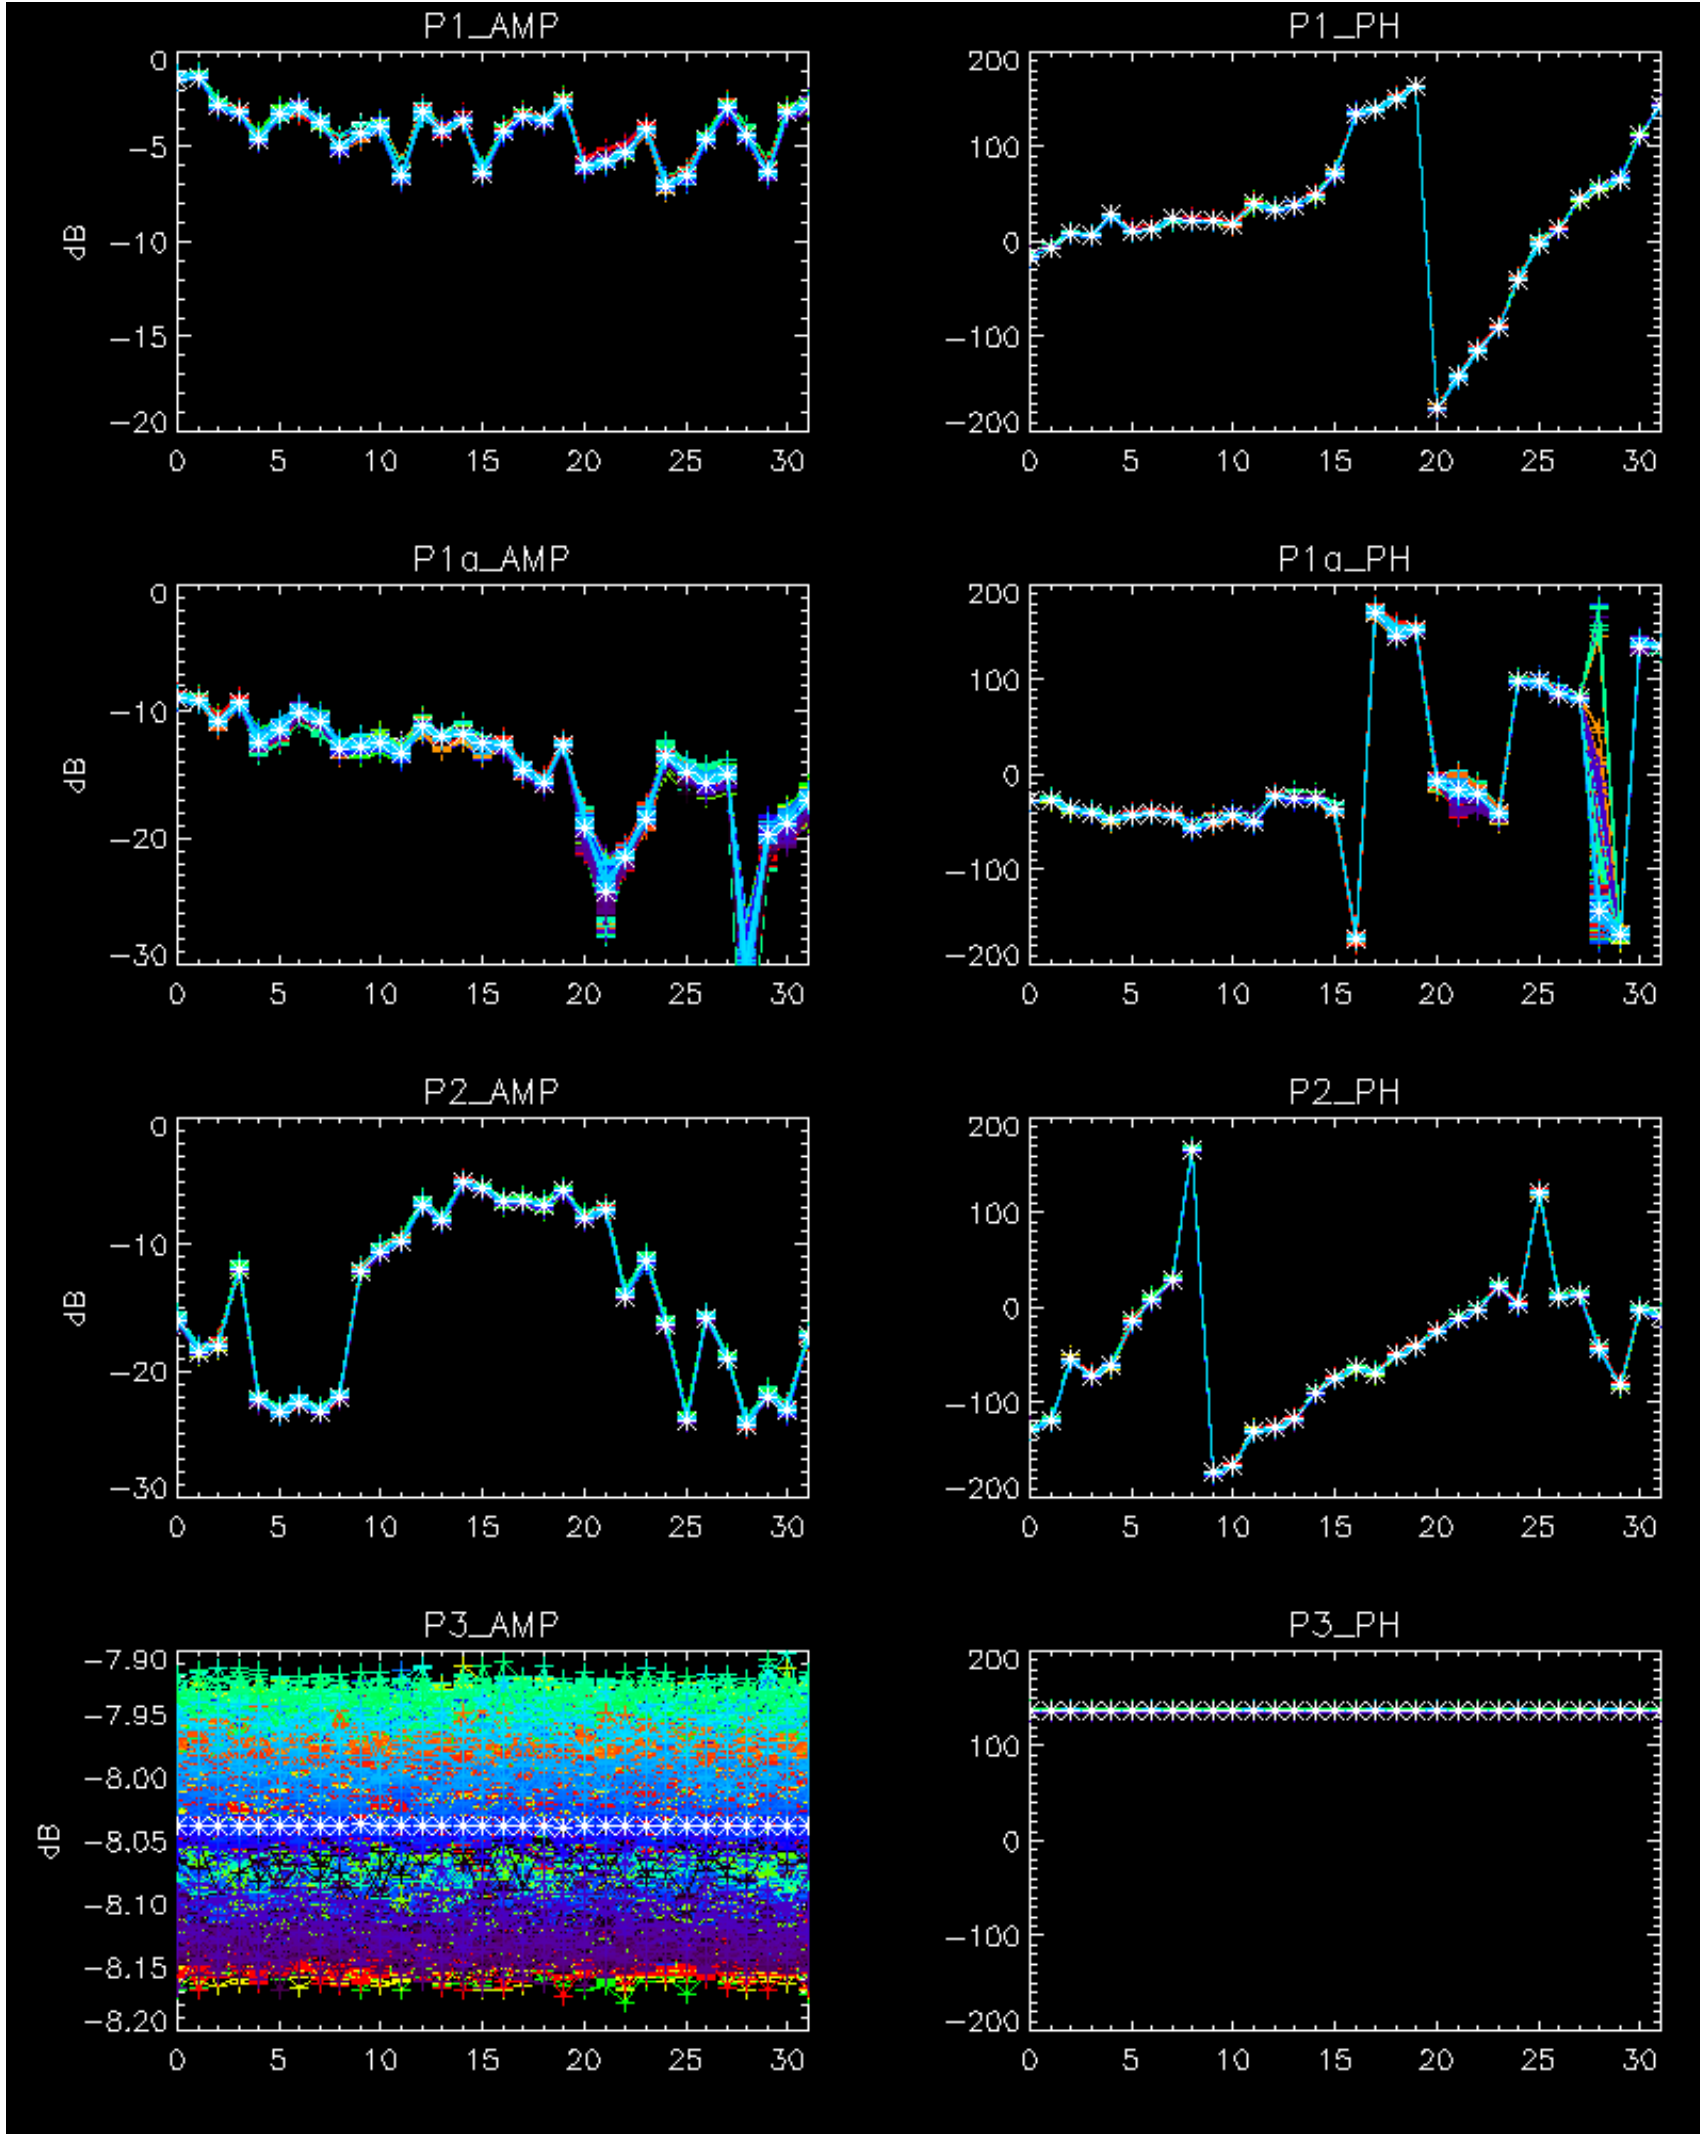 P1_AMP P1_PH
0 200
-5 100
dB
-10 0
-15 -100
-20 -200
0 5 10 15 20 25 30 0 5 10 15 20 25 30
P1a_AMP P1a_PH
0 200
-10 100
dB 0
-20 -100
-30 -200
0 5 10 15 20 25 30 0 5 10 15 20 25 30
P2_AMP P2_PH
0 200
-10 100
dB 0
-20 -100
-30 -200
0 5 10 15 20 25 30 0 5 10 15 20 25 30
P3_AMP P3_PH
-7.90 200
-7.95
-8.00 100
dB
-8.05 0
-8.10
-8.15 -100
-8.20 -200
0 5 10 15 20 25 30 0 5 10 15 20 25 30